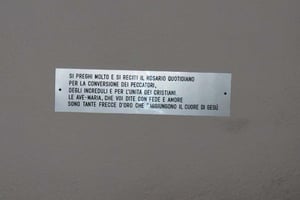 SI PREGHI MOLTO E SI RECITI IL ROSARIO QUOTIDIANO
PER LA CONVERSIONE DEI PECCATORI,
DEGLI INCREDULI E PER L'UNITÀ DEI CRISTIANI.
LE AVE-MARIA, CHE VOI DITE CON FEDE E AMORE
SONO TANTE FRECCE D'ORO CHE RAGGIUNGONO IL CUORE DI GESÙ